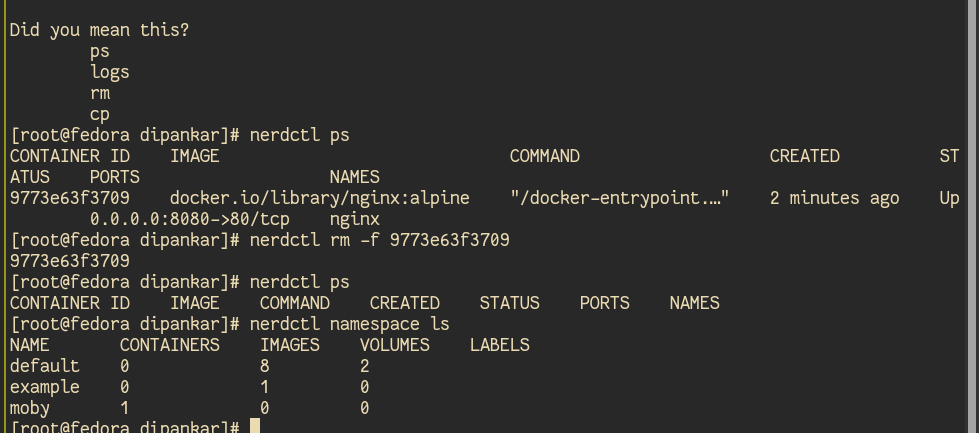 Did you mean this?
        ps
        logs
        rm
        cp
[root@fedora dipankar]# nerdctl ps
CONTAINER ID    IMAGE                             COMMAND                   CREATED          ST
ATUS    PORTS                   NAMES
9773e63f3709    docker.io/library/nginx:alpine    "/docker-entrypoint.…"    2 minutes ago    Up
        0.0.0.0:8080->80/tcp    nginx
[root@fedora dipankar]# nerdctl rm -f 9773e63f3709
9773e63f3709
[root@fedora dipankar]# nerdctl ps
CONTAINER ID    IMAGE    COMMAND    CREATED    STATUS    PORTS    NAMES
[root@fedora dipankar]# nerdctl namespace ls
NAME       CONTAINERS    IMAGES    VOLUMES    LABELS
default    0             8         2
example    0             1         0
moby       1             0         0
[root@fedora dipankar]#